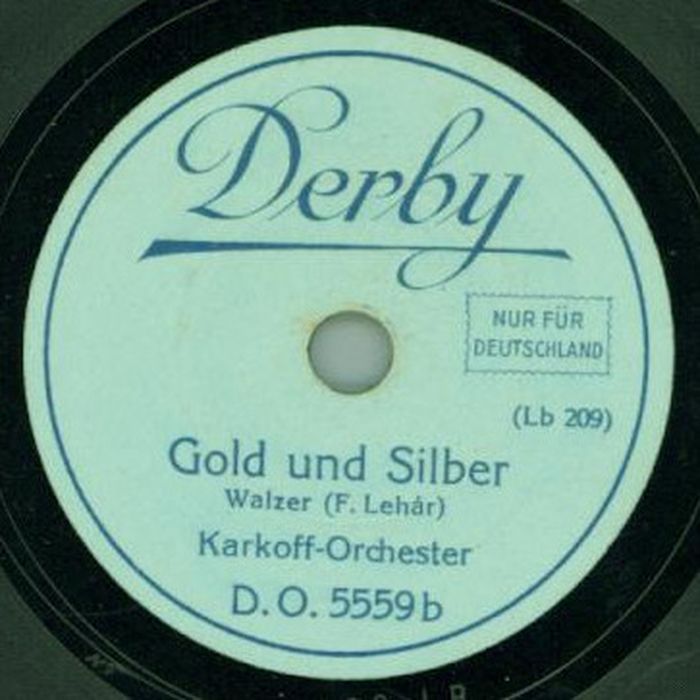 Derby
NUR FÜR
DEUTSCHLAND
(Lb 209)
Gold und Silber
Walzer (F. Lehár)
Karkoff-Orchester
D. O. 5559 b